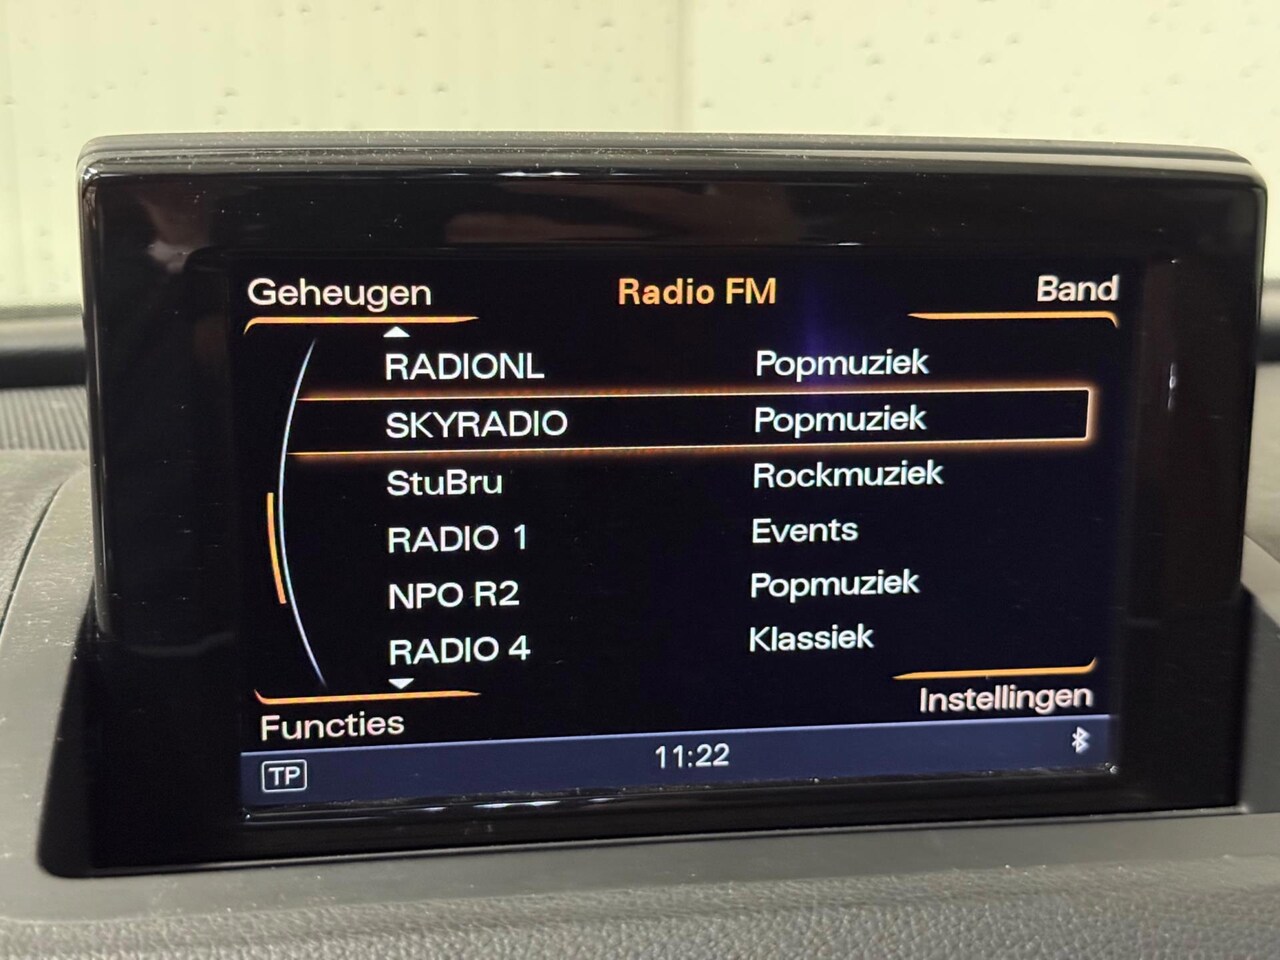 Geheugen Radio FM Band
RADIONL Popmuziek
SKYRADIO Popmuziek
StuBru Rockmuziek
RADIO 1 Events
NPO R2 Popmuziek
RADIO 4 Klassiek
Functies Instellingen
TP 11:22